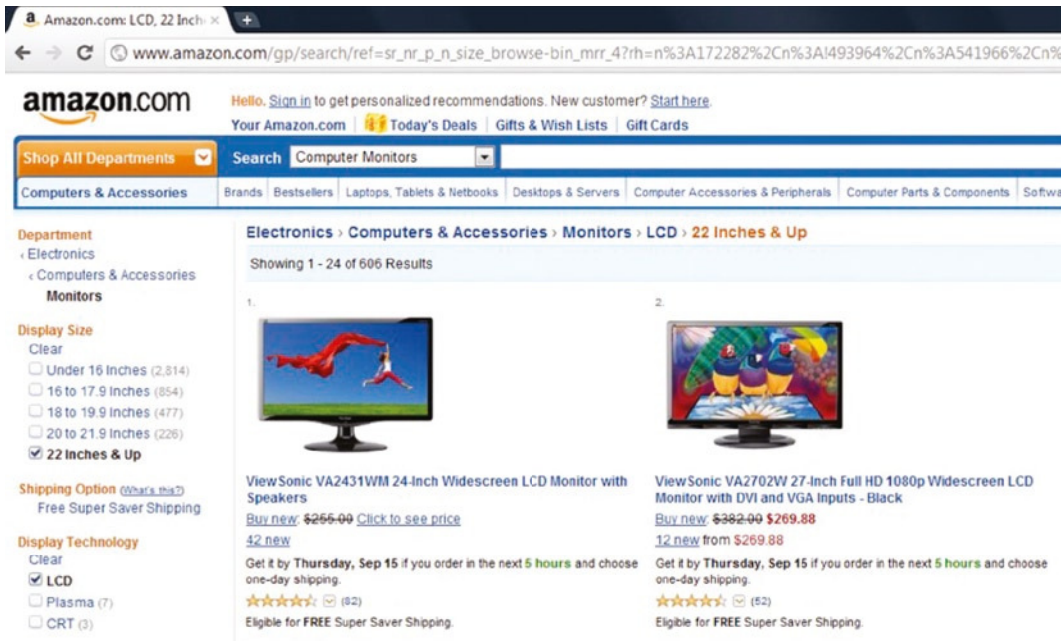 a Amazon.com: LCD, 22 Inch ×
www.amazon.com/gp/search/ref=sr_nr_p_n_size_browse-bin_mrr_4?rh=n%3A172282%2Cn%3A!493964%2Cn%3A541966%2Cn%
amazon.com
Hello. Sign in to get personalized recommendations. New customer? Start here.
Your Amazon.com | Today's Deals | Gifts & Wish Lists | Gift Cards
Shop All Departments
Search Computer Monitors
Computers & Accessories
Brands Bestsellers Laptops, Tablets & Netbooks Desktops & Servers Computer Accessories & Peripherals Computer Parts & Components Softwa
Department
‹ Electronics
‹ Computers & Accessories
Monitors
Display Size
Clear
Under 16 Inches (2,814)
16 to 17.9 Inches (854)
18 to 19.9 Inches (477)
20 to 21.9 Inches (226)
22 Inches & Up
Shipping Option (What's this?)
Free Super Saver Shipping
Display Technology
Clear
LCD
Plasma (7)
CRT (3)
Electronics › Computers & Accessories › Monitors › LCD › 22 Inches & Up
Showing 1 - 24 of 606 Results
1.
ViewSonic VA2431WM 24-Inch Widescreen LCD Monitor with
Speakers
Buy new: $255.00 Click to see price
42 new
Get it by Thursday, Sep 15 if you order in the next 5 hours and choose
one-day shipping.
(82)
Eligible for FREE Super Saver Shipping.
2.
ViewSonic VA2702W 27-Inch Full HD 1080p Widescreen LCD
Monitor with DVI and VGA Inputs - Black
Buy new: $382.00 $269.88
12 new from $269.88
Get it by Thursday, Sep 15 if you order in the next 5 hours and choose
one-day shipping.
(52)
Eligible for FREE Super Saver Shipping.